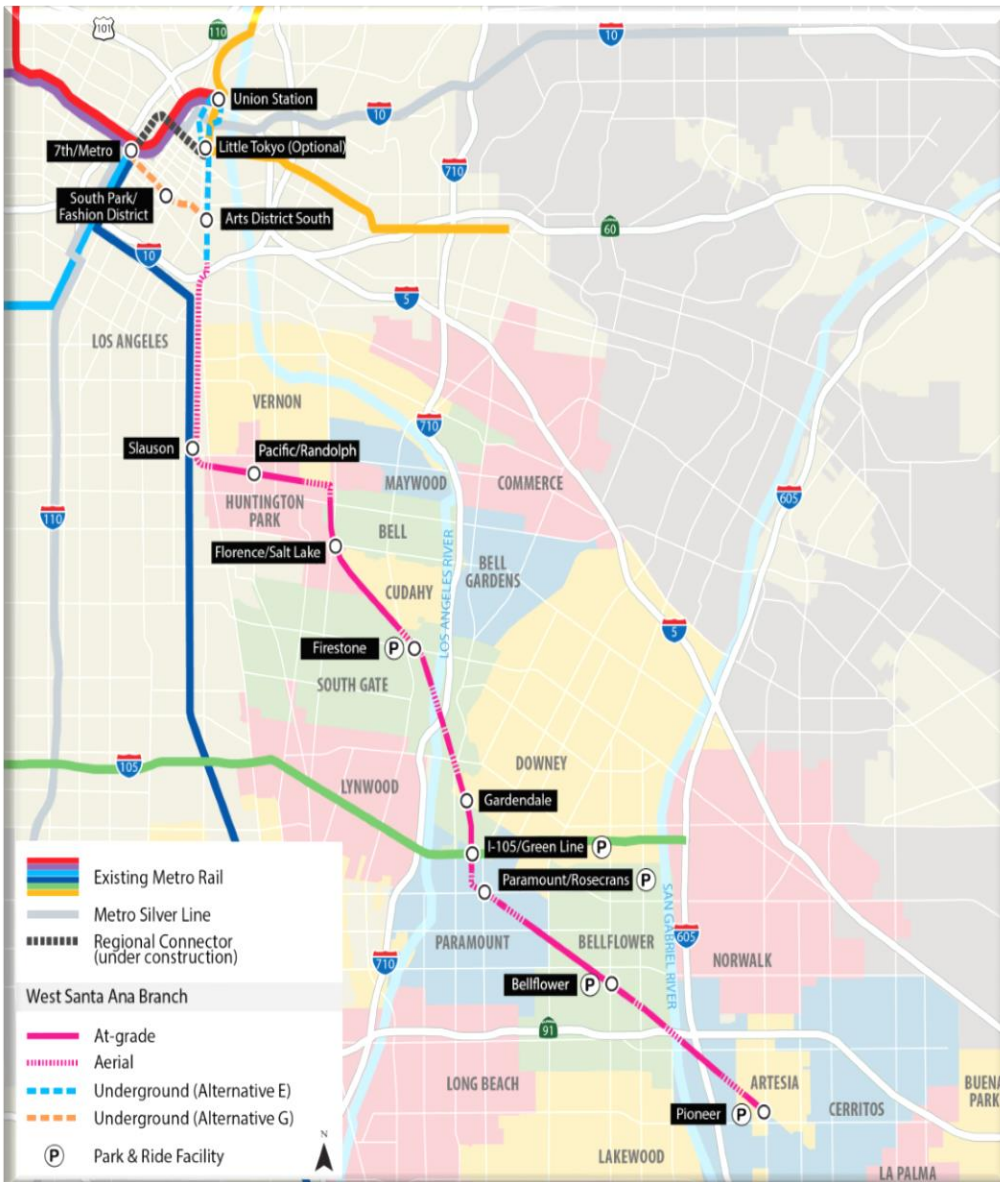 101
110
10
Union Station
10
7th/Metro
Little Tokyo (Optional)
710
South Park/
Fashion District
Arts District South
60
10
5
LOS ANGELES
VERNON
710
Slauson
Pacific/Randolph
MAYWOOD
COMMERCE
605
HUNTINGTON
PARK
110
BELL
Florence/Salt Lake
BELL
GARDENS
CUDAHY
LOS ANGELES RIVER
5
Firestone
P
SOUTH GATE
105
DOWNEY
LYNWOOD
Gardendale
I-105/Green Line
P
Paramount/Rosecrans
P
SAN GABRIEL RIVER
PARAMOUNT
BELLFLOWER
605
NORWALK
710
Bellflower
P
91
LONG BEACH
ARTESIA
BUENA
PARK
Pioneer
P
CERRITOS
LAKEWOOD
LA PALMA
Existing Metro Rail
Metro Silver Line
Regional Connector
(under construction)
West Santa Ana Branch
At-grade
Aerial
Underground (Alternative E)
Underground (Alternative G)
P
Park & Ride Facility
N